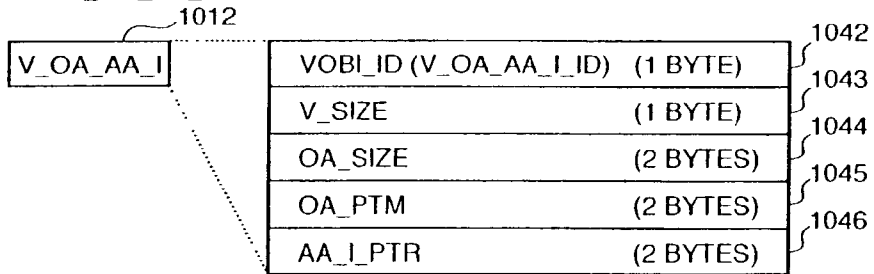 1012
V_OA_AA_I
VOBI_ID (V_OA_AA_I_ID) (1 BYTE) 1042
V_SIZE (1 BYTE) 1043
OA_SIZE (2 BYTES) 1044
OA_PTM (2 BYTES) 1045
AA_I_PTR (2 BYTES) 1046